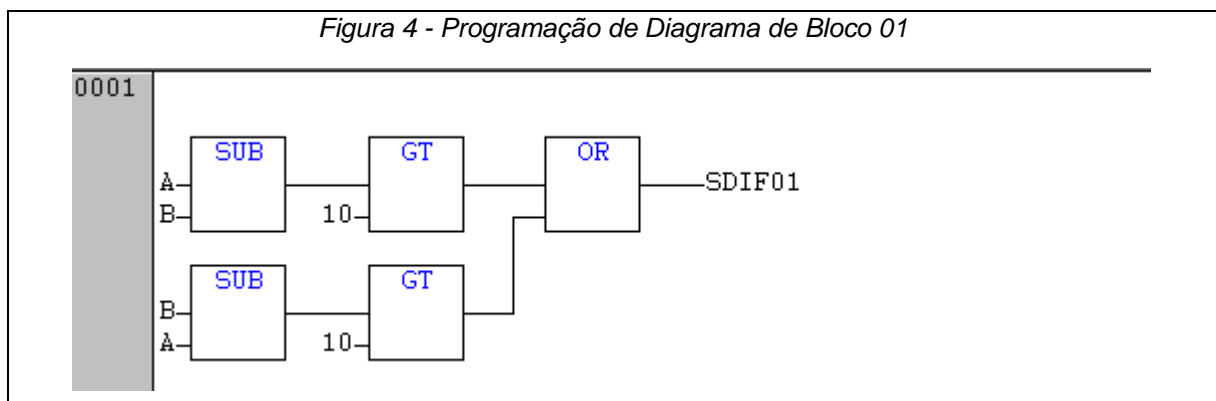 Figura 4 - Programação de Diagrama de Bloco 01
0001
SUB GT OR
A SDIF01
B 10
SUB GT
B
A 10